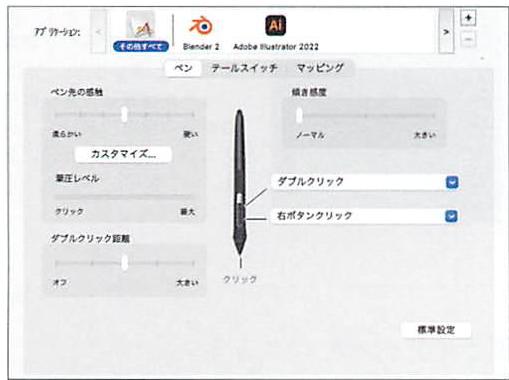 アプリケーション:
その他すべて
Blender 2
Adobe Illustrator 2022
ペン テールスイッチ マッピング
ペン先の感触
柔らかい 硬い
カスタマイズ...
筆圧レベル
クリック 最大
ダブルクリック距離
オフ 大きい
傾き感度
ノーマル 大きい
ダブルクリック
右ボタンクリック
クリック
標準設定